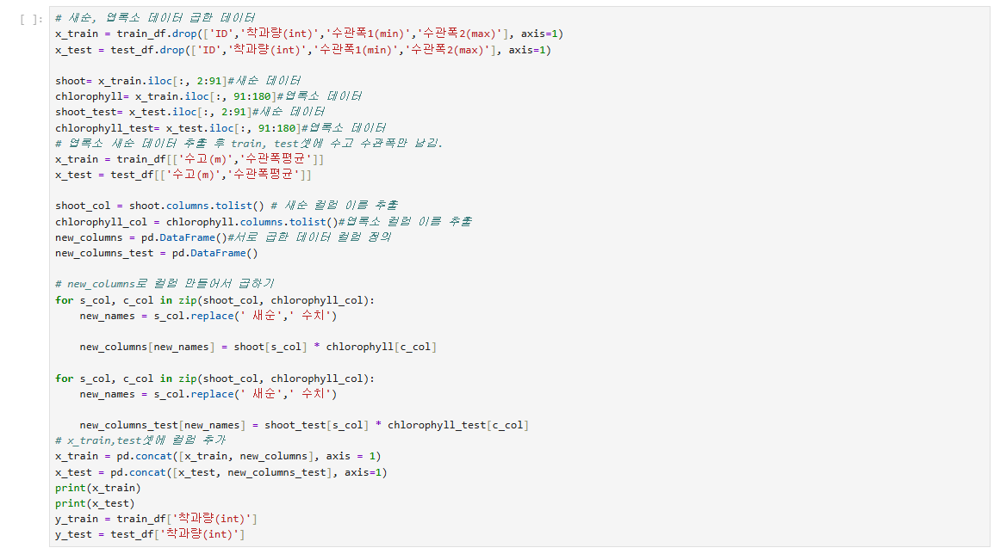 [ ]:
# 새순, 엽록소 데이터 곱한 데이터
x_train = train_df.drop(['ID','착과량(int)','수관폭1(min)','수관폭2(max)'], axis=1)
x_test = test_df.drop(['ID','착과량(int)','수관폭1(min)','수관폭2(max)'], axis=1)
shoot= x_train.iloc[:, 2:91]#새순 데이터
chlorophyll= x_train.iloc[:, 91:180]#엽록소 데이터
shoot_test= x_test.iloc[:, 2:91]#새순 데이터
chlorophyll_test= x_test.iloc[:, 91:180]#엽록소 데이터
# 엽록소 새순 데이터 추출 후 train, test셋에 수고 수관폭만 남김.
x_train = train_df[['수고(m)','수관폭평균']]
x_test = test_df[['수고(m)','수관폭평균']]
shoot_col = shoot.columns.tolist() # 새순 컬럼 이름 추출
chlorophyll_col = chlorophyll.columns.tolist()#엽록소 컬럼 이름 추출
new_columns = pd.DataFrame()#서로 곱한 데이터 컬럼 정의
new_columns_test = pd.DataFrame()
# new_columns로 컬럼 만들어서 곱하기
for s_col, c_col in zip(shoot_col, chlorophyll_col):
    new_names = s_col.replace(' 새순',' 수치')
    new_columns[new_names] = shoot[s_col] * chlorophyll[c_col]
for s_col, c_col in zip(shoot_col, chlorophyll_col):
    new_names = s_col.replace(' 새순',' 수치')
    new_columns_test[new_names] = shoot_test[s_col] * chlorophyll_test[c_col]
# x_train,test셋에 컬럼 추가
x_train = pd.concat([x_train, new_columns], axis = 1)
x_test = pd.concat([x_test, new_columns_test], axis=1)
print(x_train)
print(x_test)
y_train = train_df['착과량(int)']
y_test = test_df['착과량(int)']